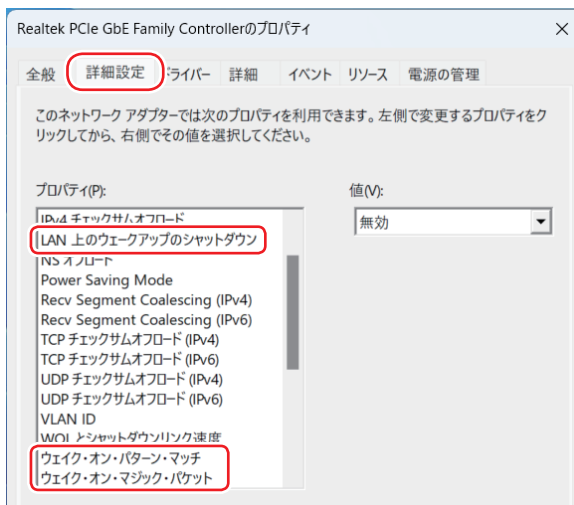 Realtek PCIe GbE Family Controllerのプロパティ
全般 詳細設定 ドライバー 詳細 イベント リソース 電源の管理
このネットワーク アダプターでは次のプロパティを利用できます。左側で変更するプロパティをク
リックしてから、右側でその値を選択してください。
プロパティ(P):
値(V):
IPv4 チェックサムオフロード
無効
LAN 上のウェークアップのシャットダウン
NS オフロード
Power Saving Mode
Recv Segment Coalescing (IPv4)
Recv Segment Coalescing (IPv6)
TCP チェックサムオフロード (IPv4)
TCP チェックサムオフロード (IPv6)
UDP チェックサムオフロード (IPv4)
UDP チェックサムオフロード (IPv6)
VLAN ID
WOL とシャットダウンリンク速度
ウェイク・オン・パターン・マッチ
ウェイク・オン・マジック・パケット